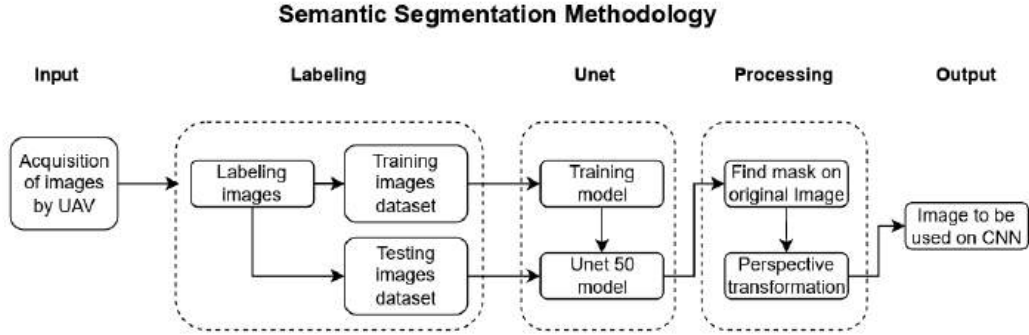 Semantic Segmentation Methodology
Input
Labeling
Unet
Processing
Output
Acquisition
of images
by UAV
Labeling
images
Training
images
dataset
Testing
images
dataset
Training
model
Unet 50
model
Find mask on
original Image
Perspective
transformation
Image to be
used on CNN